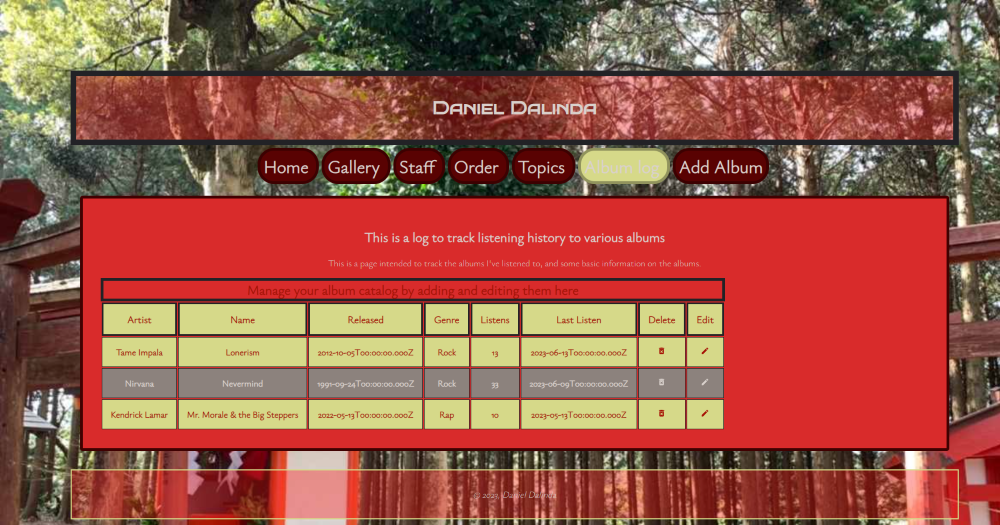 Daniel Dalinda
Home Gallery Staff Order Topics Album Log Add Album
This is a log to track listening history to various albums
This is a page intended to track the albums I've listened to, and some basic information on the albums.
Manage your album catalog by adding and editing them here
Artist Name Released Genre Listens Last Listen Delete Edit
Tame Impala Lonerism 2012-10-05T00:00:00.000Z Rock 13 2023-06-13T00:00:00.000Z
Nirvana Nevermind 1991-09-24T00:00:00.000Z Rock 33 2023-06-09T00:00:00.000Z
Kendrick Lamar Mr. Morale & the Big Steppers 2022-05-13T00:00:00.000Z Rap 10 2023-05-13T00:00:00.000Z
© 2023, Daniel Dalinda